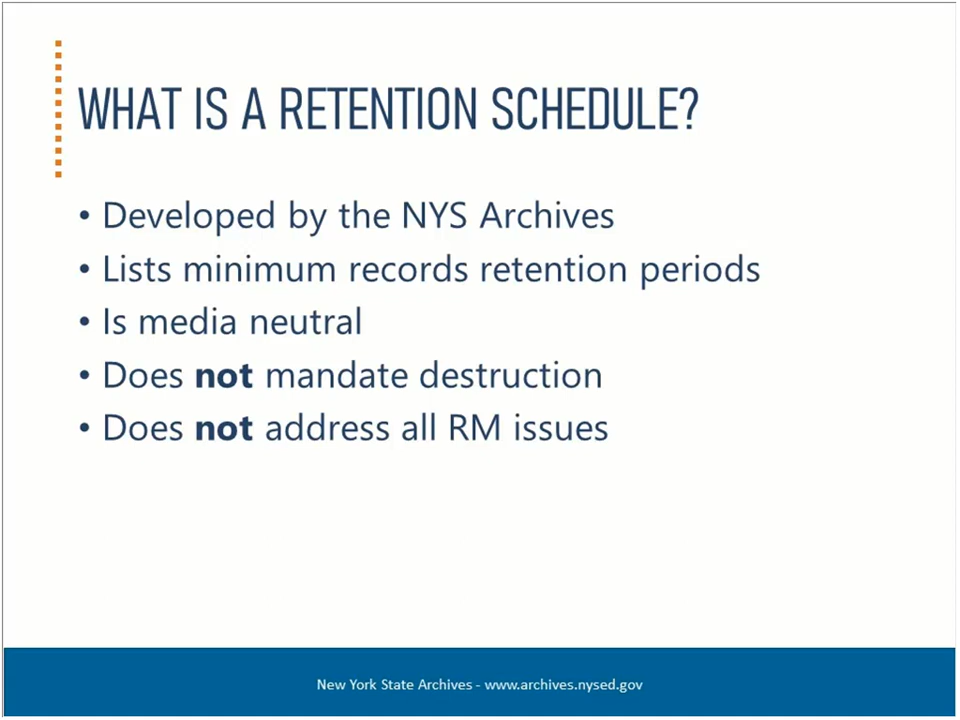 WHAT IS A RETENTION SCHEDULE?
• Developed by the NYS Archives
• Lists minimum records retention periods
• Is media neutral
• Does not mandate destruction
• Does not address all RM issues
New York State Archives - www.archives.nysed.gov